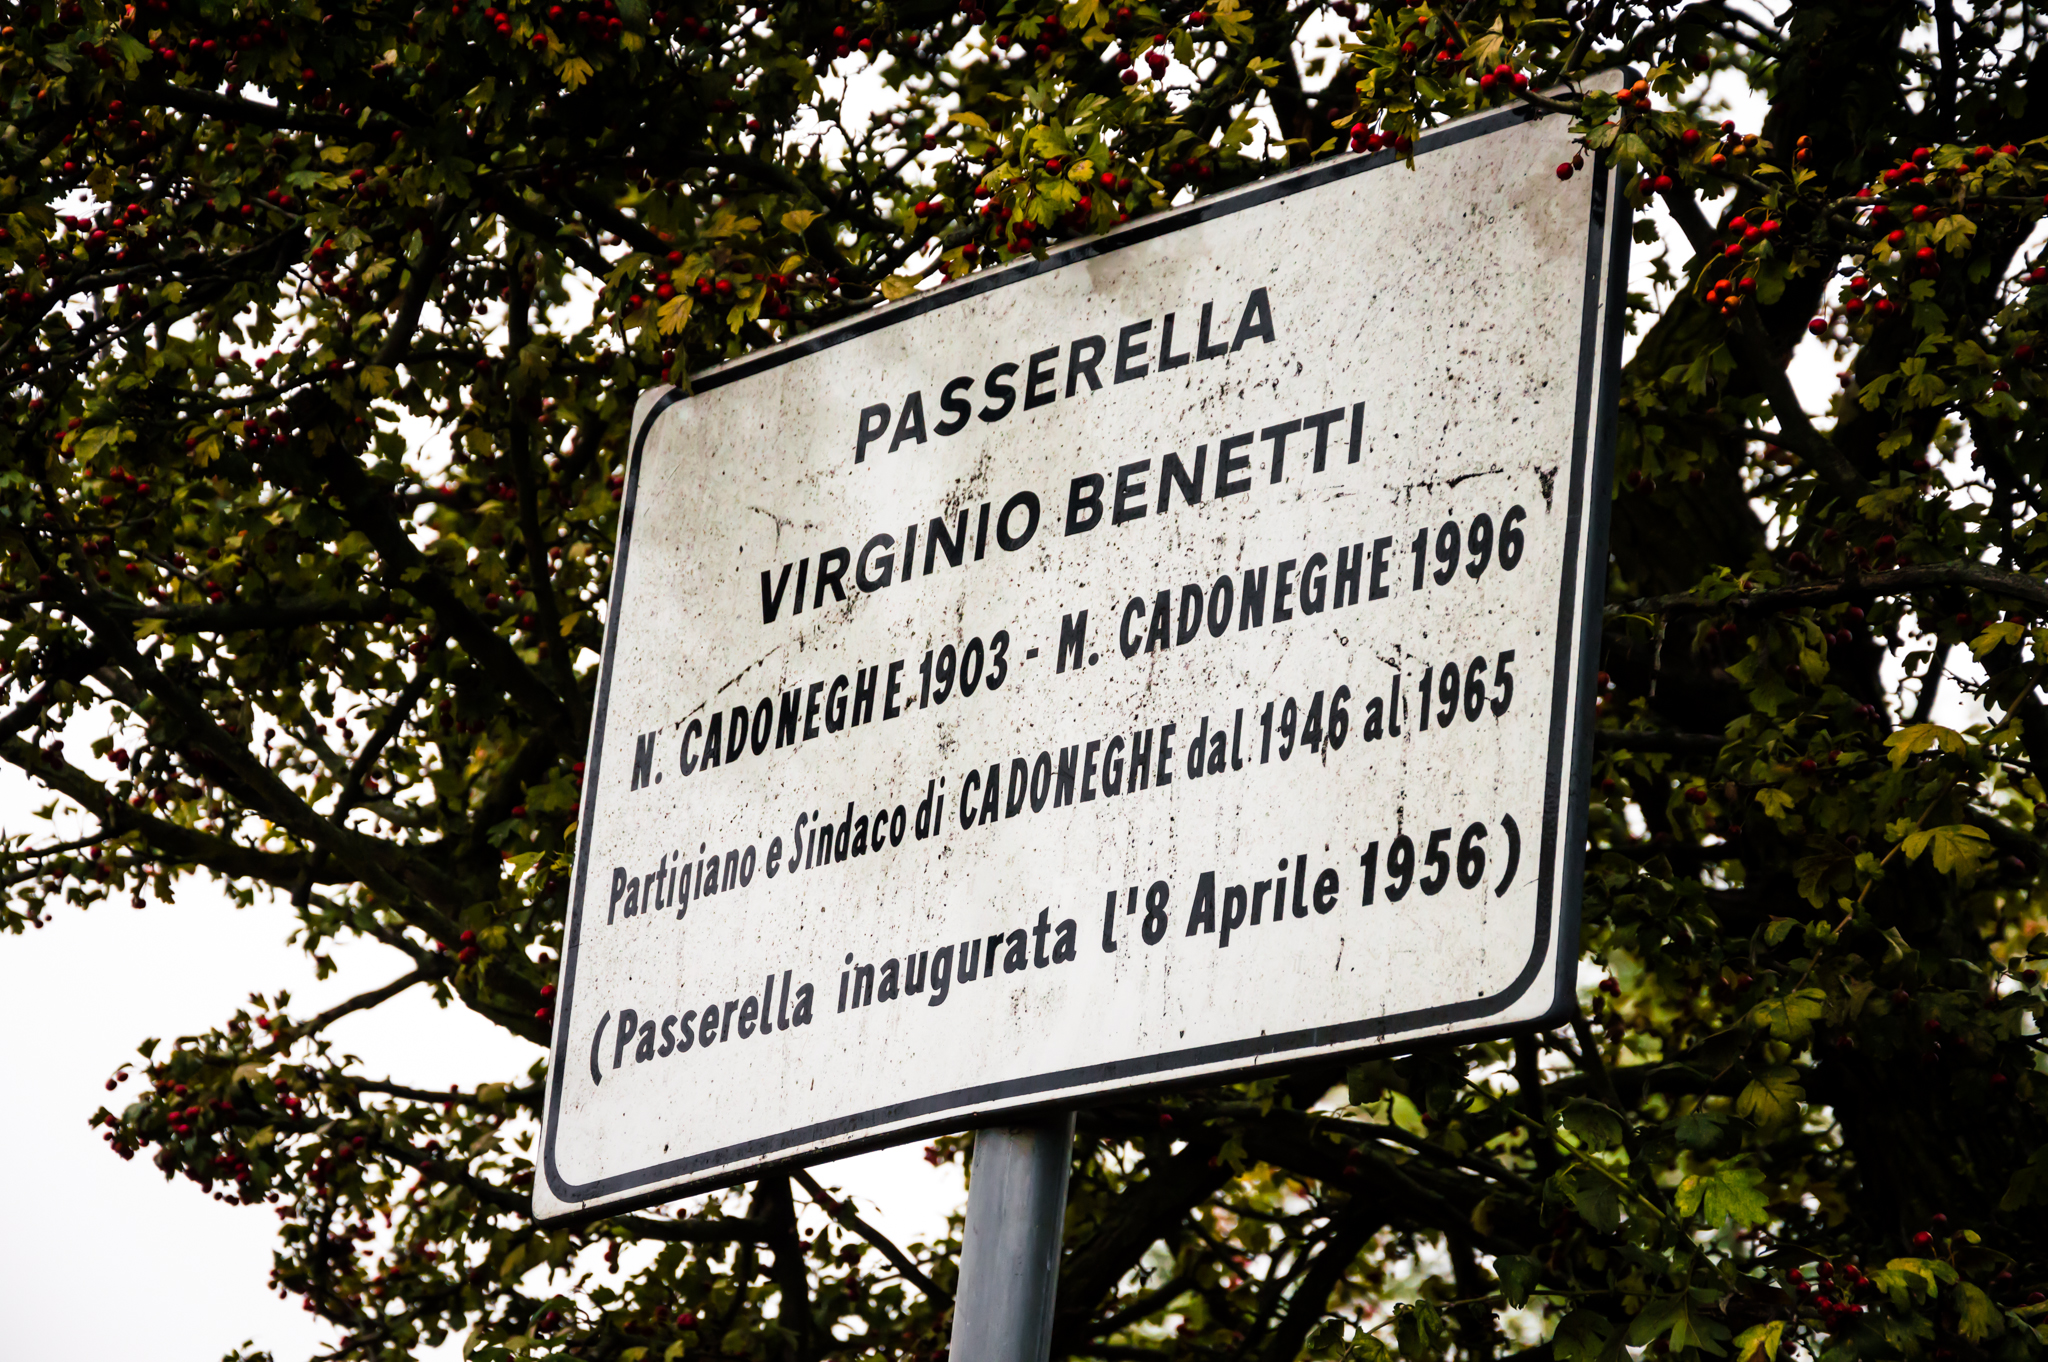 PASSERELLA
VIRGINIO BENETTI
N. CADONEGHE 1903 - M. CADONEGHE 1996
Partigiano e Sindaco di CADONEGHE dal 1946 al 1965
(Passerella inaugurata l'8 Aprile 1956)